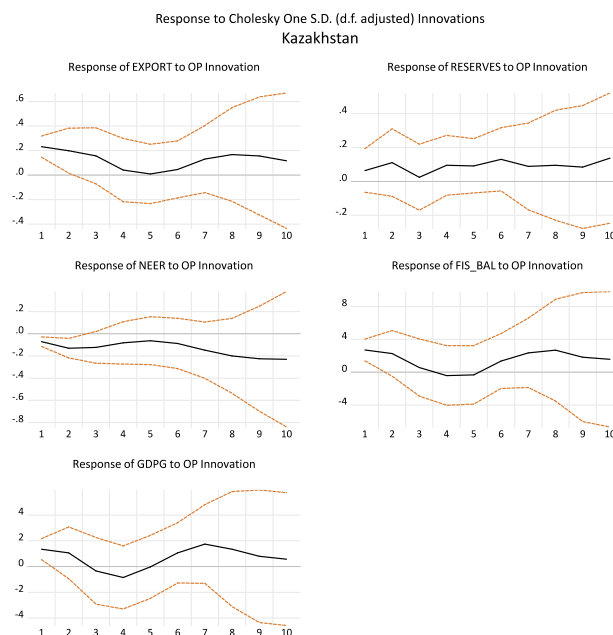 Response to Cholesky One S.D. (d.f. adjusted) Innovations
Kazakhstan
Response of EXPORT to OP Innovation
.6
.4
.2
.0
-.2
-.4
1 2 3 4 5 6 7 8 9 10
Response of RESERVES to OP Innovation
.4
.2
.0
-.2
1 2 3 4 5 6 7 8 9 10
Response of NEER to OP Innovation
.2
.0
-.2
-.4
-.6
-.8
1 2 3 4 5 6 7 8 9 10
Response of FIS_BAL to OP Innovation
8
4
0
-4
1 2 3 4 5 6 7 8 9 10
Response of GDPG to OP Innovation
4
2
0
-2
-4
1 2 3 4 5 6 7 8 9 10